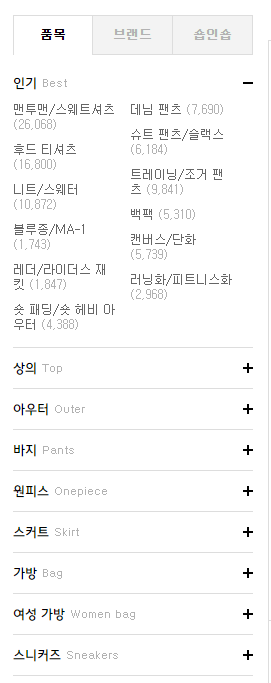 품목 브랜드 숍인숍
인기 Best
맨투맨/스웨트셔츠
(26,068)
후드 티셔츠
(16,800)
니트/스웨터
(10,872)
블루종/MA-1
(1,743)
레더/라이더스 재
킷 (1,847)
숏 패딩/숏 헤비 아
우터 (4,388)
데님 팬츠 (7,690)
슈트 팬츠/슬랙스
(6,184)
트레이닝/조거 팬
츠 (9,841)
백팩 (5,310)
캔버스/단화
(5,739)
러닝화/피트니스화
(2,968)
상의 Top
아우터 Outer
바지 Pants
원피스 Onepiece
스커트 Skirt
가방 Bag
여성 가방 Women bag
스니커즈 Sneakers